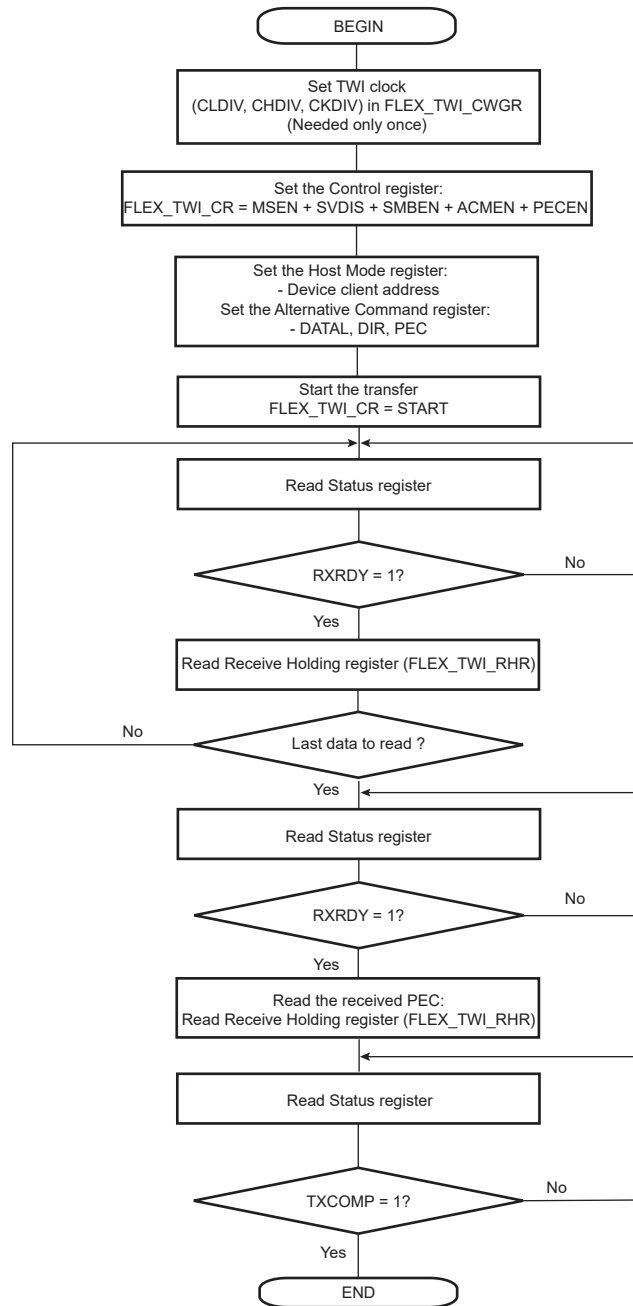 BEGIN
Set TWI clock
(CLDIV, CHDIV, CKDIV) in FLEX_TWI_CWGR
(Needed only once)
Set the Control register:
FLEX_TWI_CR = MSEN + SVDIS + SMBEN + ACMEN + PECEN
Set the Host Mode register:
- Device client address
Set the Alternative Command register:
- DATAL, DIR, PEC
Start the transfer
FLEX_TWI_CR = START
Read Status register
RXRDY = 1?
No
Yes
Read Receive Holding register (FLEX_TWI_RHR)
No
Last data to read ?
Yes
Read Status register
RXRDY = 1?
No
Yes
Read the received PEC:
Read Receive Holding register (FLEX_TWI_RHR)
Read Status register
TXCOMP = 1?
No
Yes
END